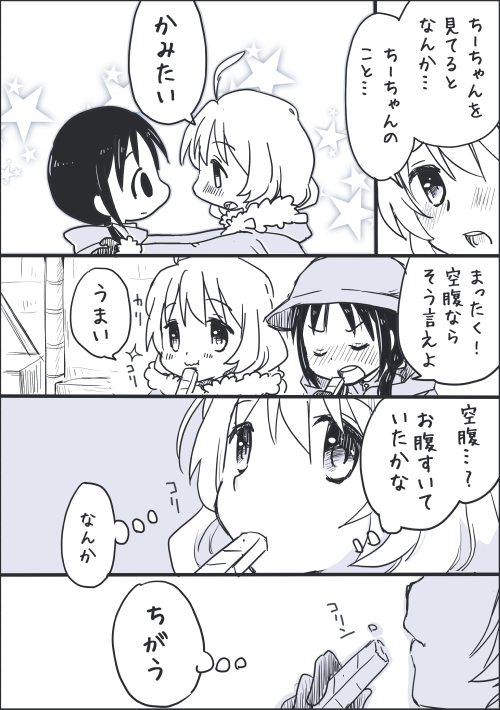 ちーちゃんを
見てると
なんか…
ちーちゃんの
こと…
かみたい
まったく!
空腹なら
そう言えよ
カリ
コリ
うまい
空腹…?
お腹すいて
いたかな
コリ
なんか
コリン
ちがう